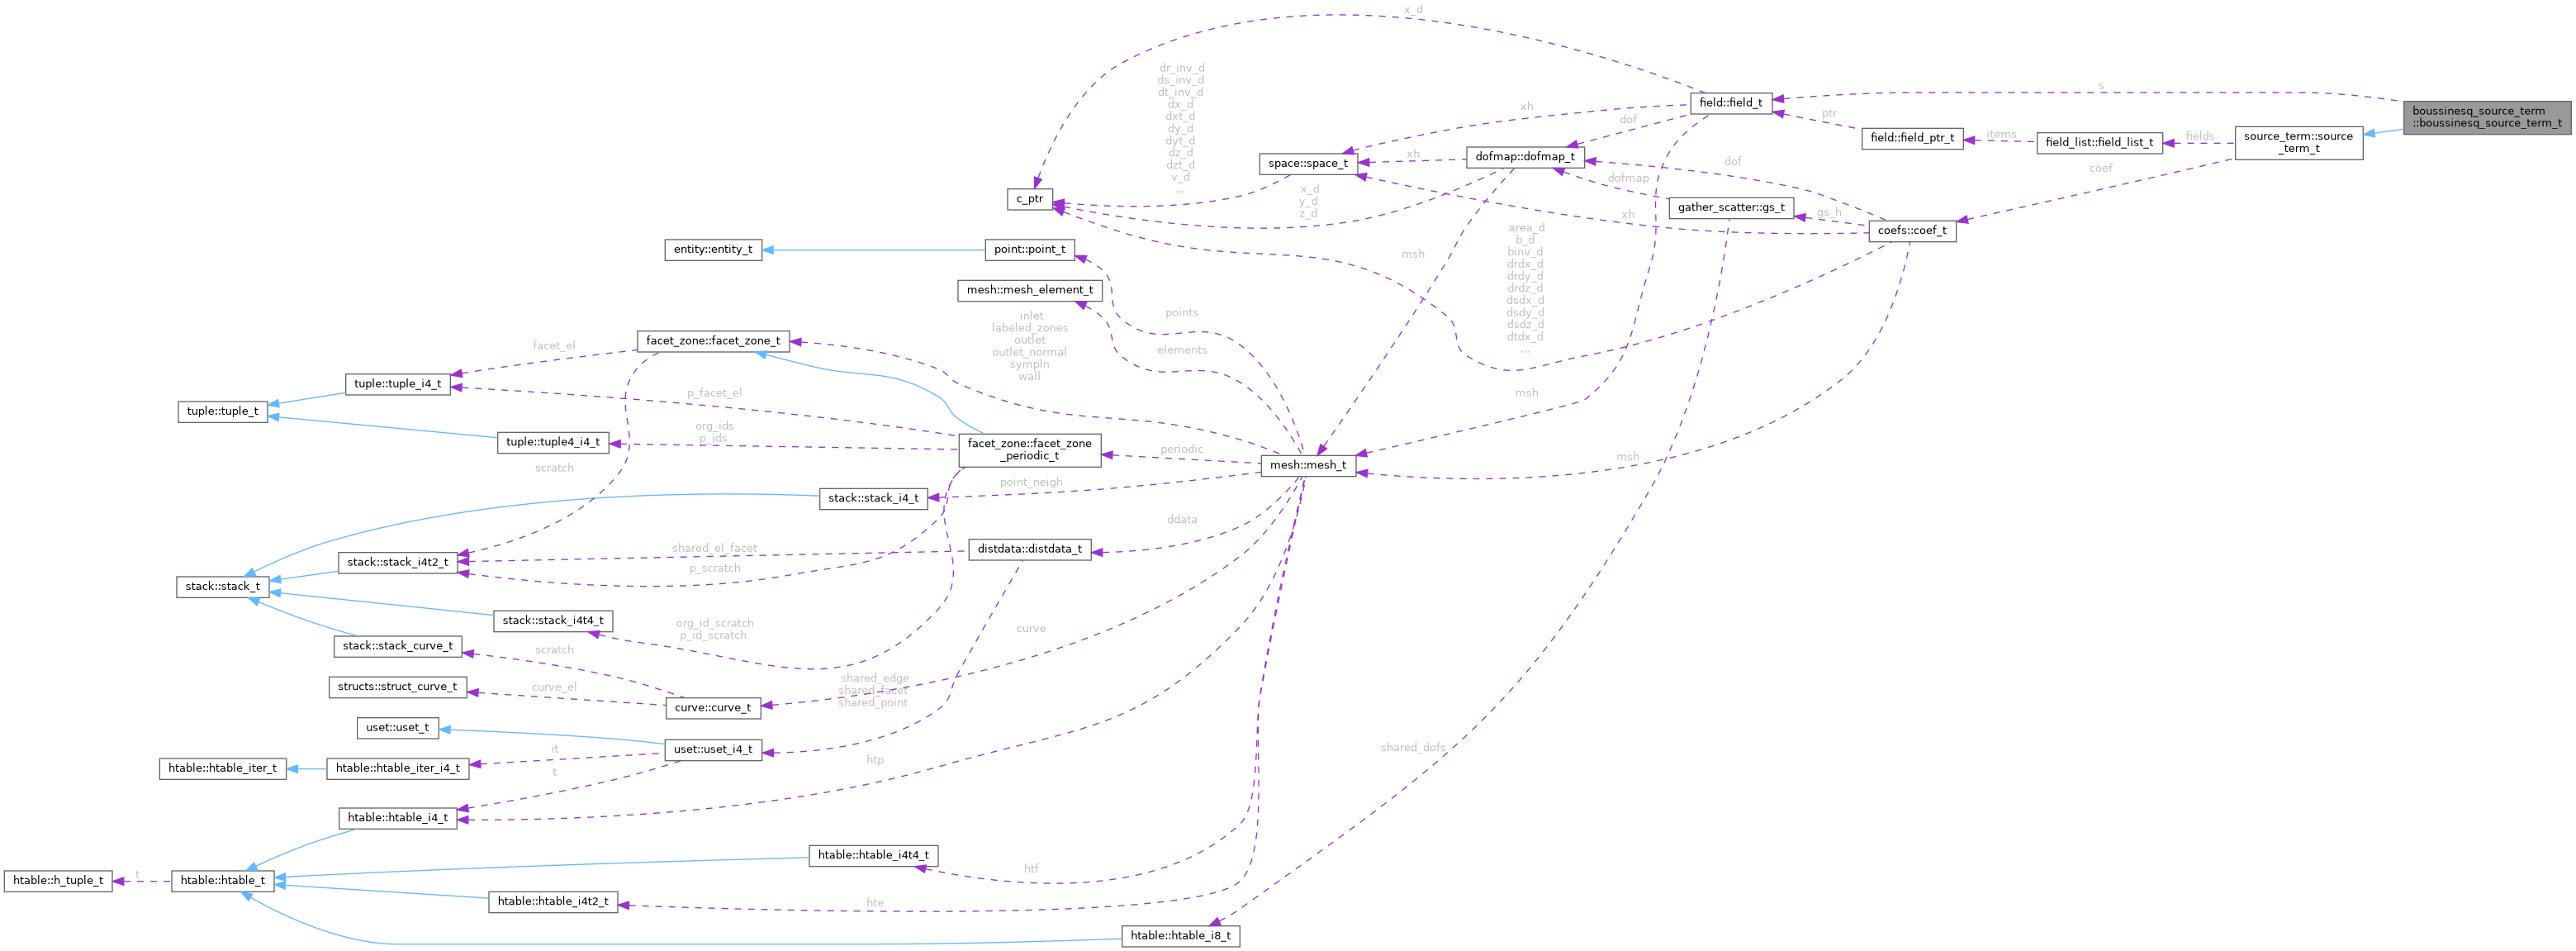 x_d
dr_inv_d
ds_inv_d
dt_inv_d
dx_d
dxt_d
dy_d
dyt_d
dz_d
dzt_d
v_d
...
s
field::field_t
boussinesq_source_term
::boussinesq_source_term_t
xh
dof
ptr
field::field_ptr_t
items
field_list::field_list_t
fields
source_term::source
_term_t
space::space_t
xh
dofmap::dofmap_t
dof
coef
dofmap
c_ptr
x_d
y_d
z_d
gather_scatter::gs_t
gs_h
xh
coefs::coef_t
entity::entity_t
point::point_t
msh
area_d
b_d
binv_d
drdx_d
drdy_d
drdz_d
dsdx_d
dsdy_d
dsdz_d
dtdx_d
...
mesh::mesh_element_t
points
elements
inlet
labeled_zones
outlet
outlet_normal
sympln
wall
facet_zone::facet_zone_t
facet_el
tuple::tuple_i4_t
p_facet_el
msh
tuple::tuple_t
org_ids
p_ids
tuple::tuple4_i4_t
facet_zone::facet_zone
_periodic_t
periodic
mesh::mesh_t
msh
scratch
point_neigh
stack::stack_i4_t
ddata
shared_el_facet
distdata::distdata_t
stack::stack_i4t2_t
p_scratch
stack::stack_t
stack::stack_i4t4_t
org_id_scratch
p_id_scratch
curve
stack::stack_curve_t
scratch
structs::struct_curve_t
curve_el
shared_edge
shared_facet
shared_point
curve::curve_t
uset::uset_t
uset::uset_i4_t
it
t
shared_dofs
htable::htable_iter_t
htable::htable_iter_i4_t
htp
htable::htable_i4_t
htable::htable_i4t4_t
htf
htable::h_tuple_t
t
htable::htable_t
htable::htable_i4t2_t
hte
htable::htable_i8_t